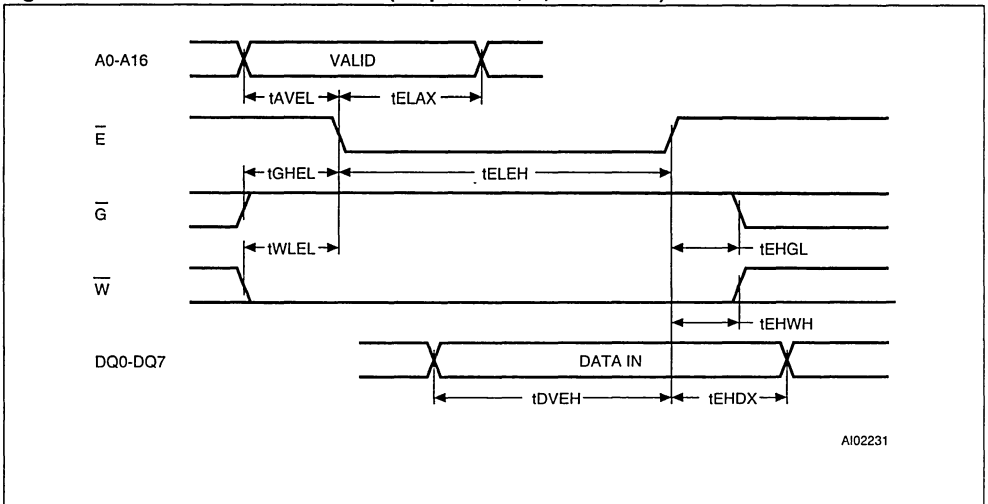 A0-A16
VALID
tAVEL
tELAX
E
tGHEL
tELEH
G
tWLEL
tEHGL
W
tEHWH
DQ0-DQ7
DATA IN
tDVEH
tEHDX
AI02231